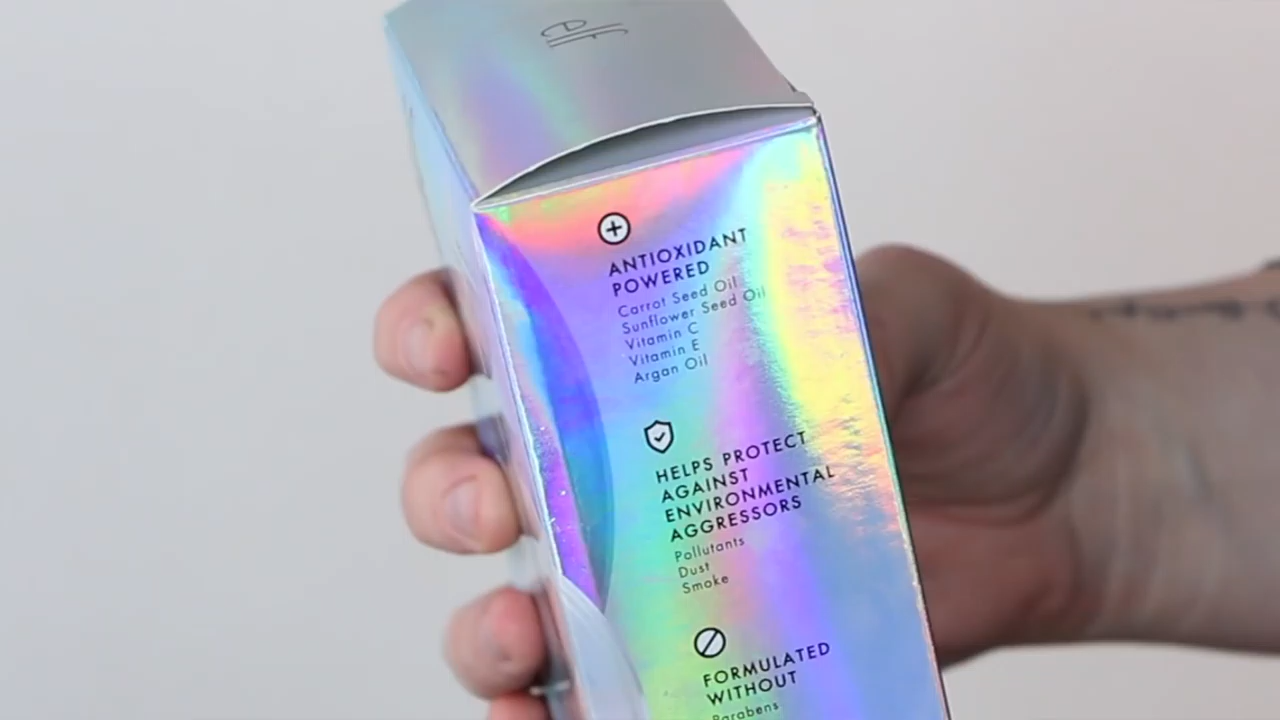 ANTIOXIDANT
POWERED
Carrot Seed Oil
Sunflower Seed Oil
Vitamin C
Vitamin E
Argan Oil
HELPS PROTECT
AGAINST
ENVIRONMENTAL
AGGRESSORS
Pollutants
Dust
Smoke
FORMULATED
WITHOUT
Parabens